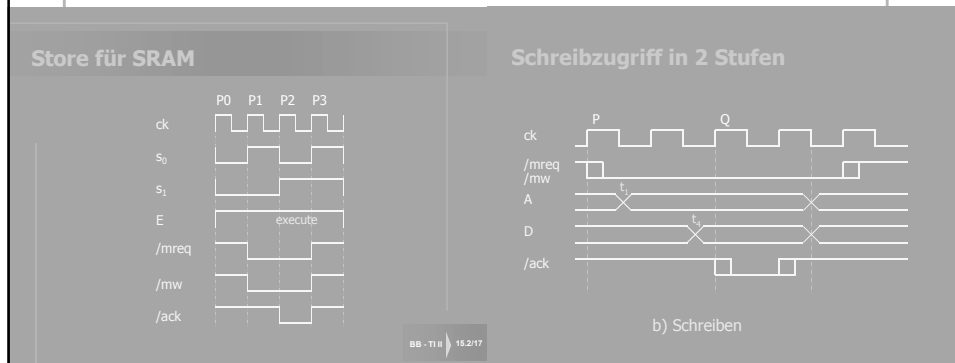 Store für SRAM
P0 P1 P2 P3
ck
s0
s1
E execute
/mreq
/mw
/ack
BB - TI II 15.2/17
Schreibzugriff in 2 Stufen
P Q
ck
/mreq
/mw
t1
A
t4
D
/ack
b) Schreiben